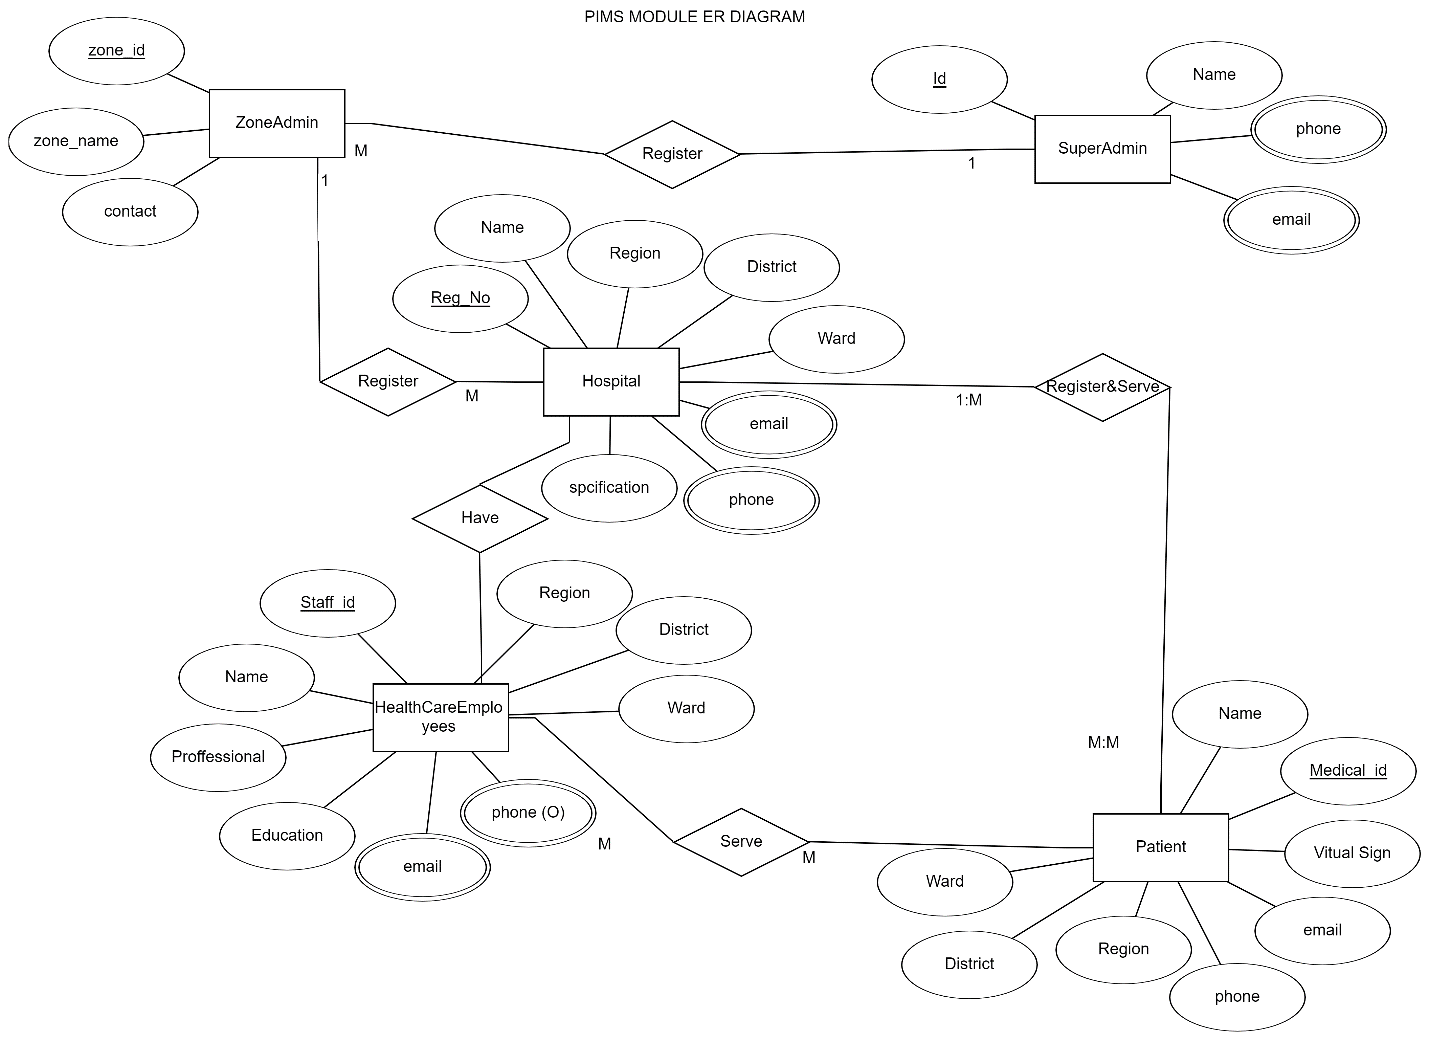 PIMS MODULE ER DIAGRAM
zone_id
Id
Name
ZoneAdmin
phone
zone_name
M
Register
1
SuperAdmin
1
contact
email
Name
Region
District
Reg_No
Ward
Register
M
Hospital
1:M
Register&Serve
email
spcification
phone
Have
Staff_id
Region
District
Name
HealthCareEmplo
yees
Ward
Proffessional
Name
M:M
Medical_id
phone (O)
Education
M
Serve
M
Patient
Vitual Sign
email
Ward
email
District
Region
phone